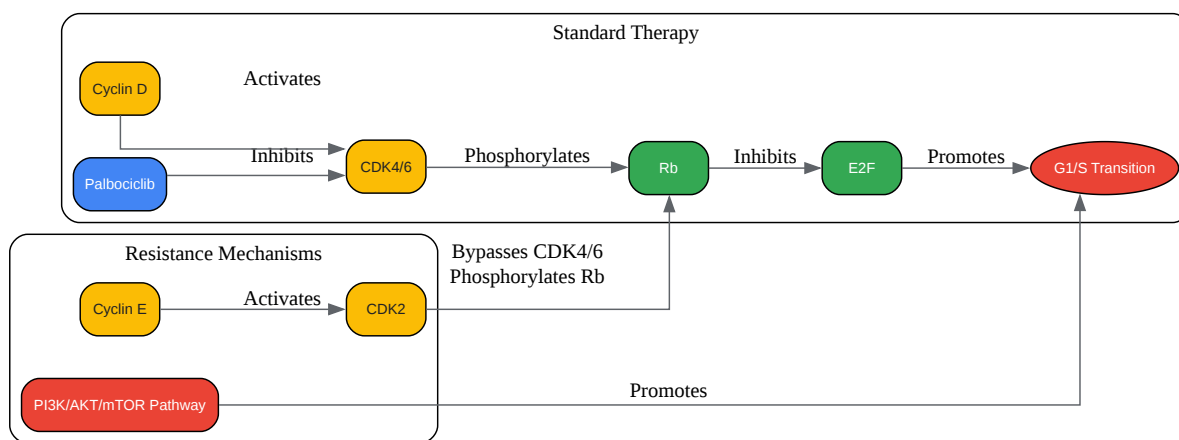 Standard Therapy
Cyclin D
Activates
Palbociclib
Inhibits
CDK4/6
Phosphorylates
Rb
Inhibits
E2F
Promotes
G1/S Transition
Resistance Mechanisms
Cyclin E
Activates
CDK2
Bypasses CDK4/6
Phosphorylates Rb
PI3K/AKT/mTOR Pathway
Promotes